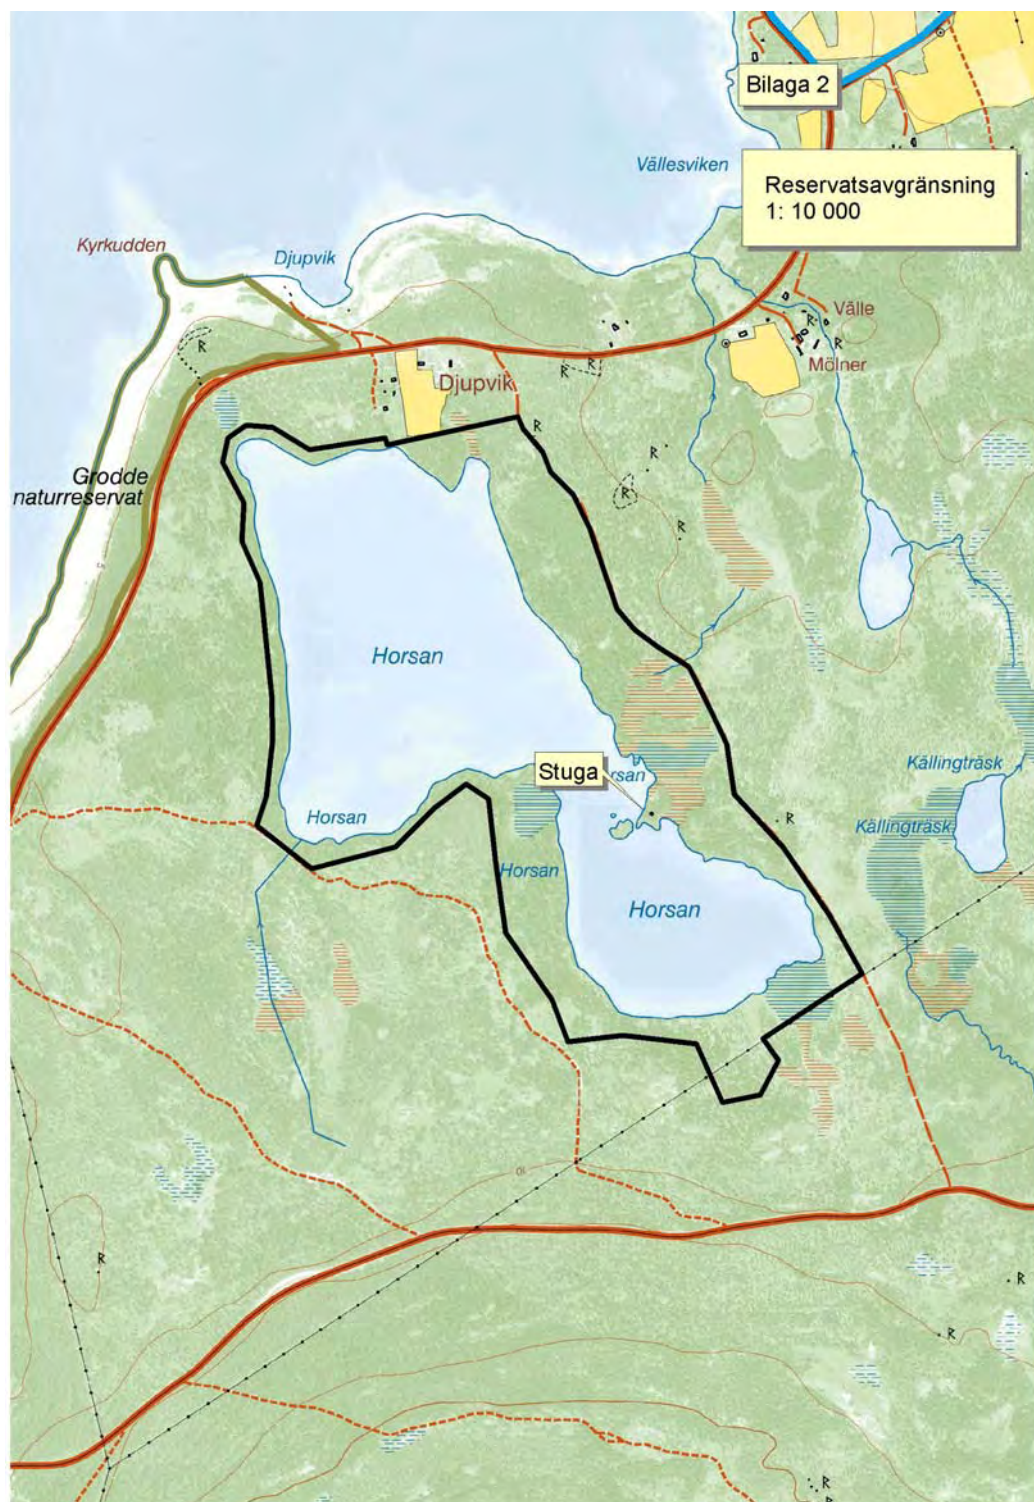 Bilaga 2
Vällesviken
Reservatsavgränsning
1: 10 000
Kyrkudden
Djupvik
Välle
Mölner
Djupvik
Grodde
naturreservat
Horsan
Stuga
rsan
Källingträsk
Horsan
Källingträsk
Horsan
Horsan
R
R
R
R
R
R
R
R
R
R
R
R
R
R